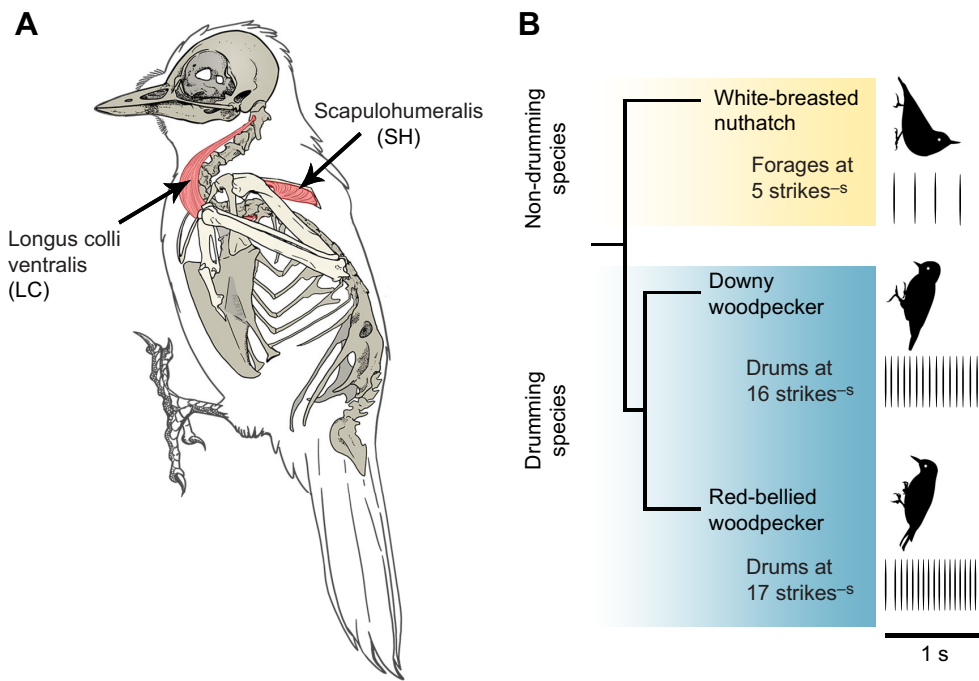 A
Scapulohumeralis
(SH)
Longus colli
ventralis
(LC)
B
Non-drumming
species
White-breasted
nuthatch
Forages at
5 strikes⁻ˢ
Drumming
species
Downy
woodpecker
Drums at
16 strikes⁻ˢ
Red-bellied
woodpecker
Drums at
17 strikes⁻ˢ
1 s